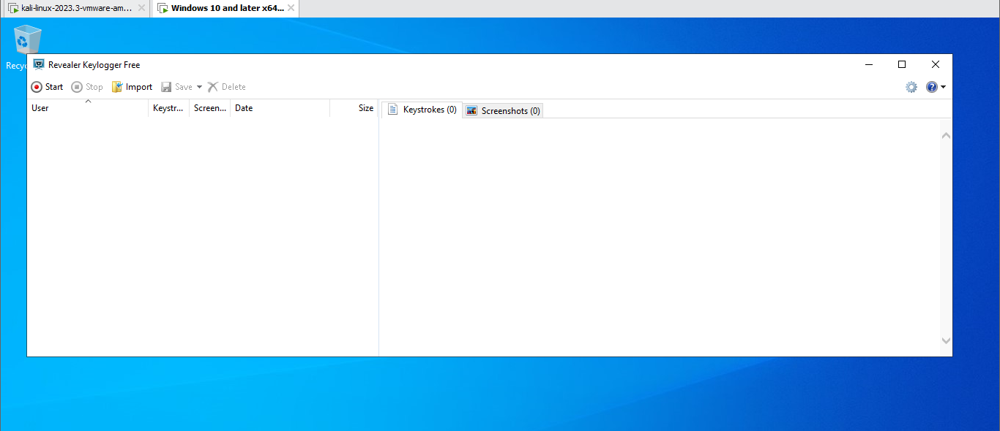 kali-linux-2023.3-vmware-am... Windows 10 and later x64...
Revealer Keylogger Free
Start Stop Import Save Delete
User Keystr... Screen... Date Size
Keystrokes (0) Screenshots (0)